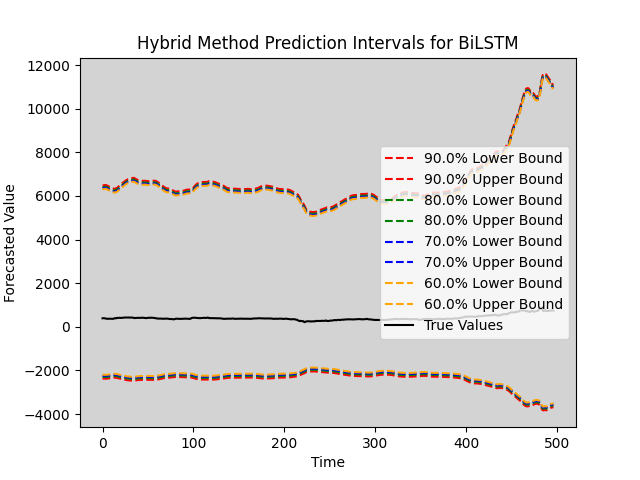 Hybrid Method Prediction Intervals for BiLSTM
12000
10000
8000
6000
4000
2000
0
−2000
−4000
Forecasted Value
90.0% Lower Bound
90.0% Upper Bound
80.0% Lower Bound
80.0% Upper Bound
70.0% Lower Bound
70.0% Upper Bound
60.0% Lower Bound
60.0% Upper Bound
True Values
0 100 200 300 400 500
Time